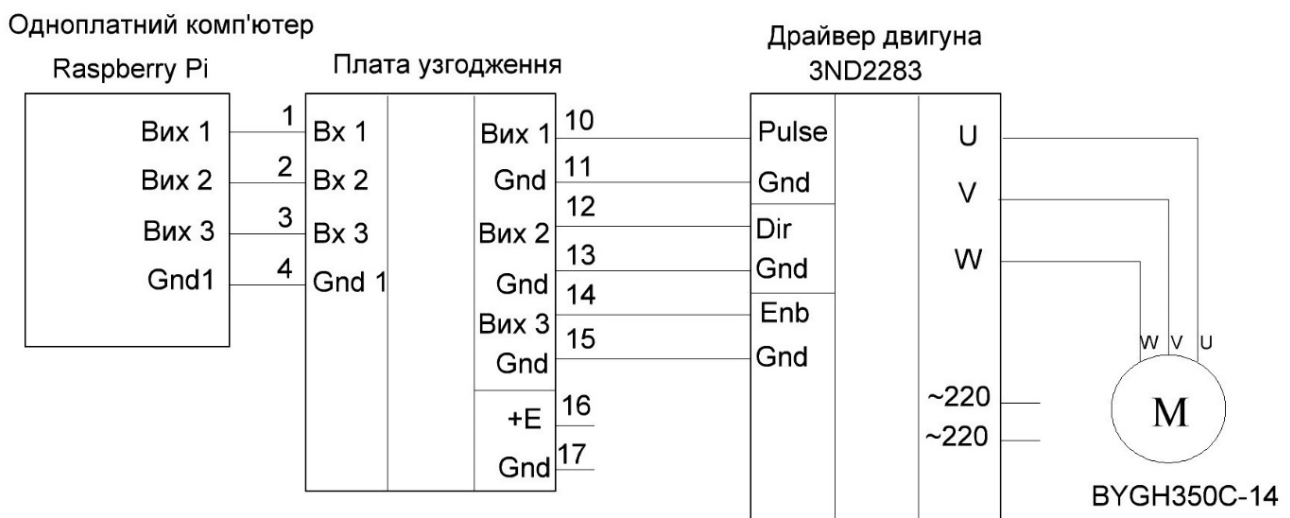 Одноплатний комп'ютер
Raspberry Pi
Вих 1
Вих 2
Вих 3
Gnd1
1
2
3
4
Плата узгодження
Вх 1
Вх 2
Вх 3
Gnd 1
Вих 1
Gnd
Вих 2
Gnd
Вих 3
Gnd
+E
Gnd
10
11
12
13
14
15
16
17
Драйвер двигуна
3ND2283
Pulse
Gnd
Dir
Gnd
Enb
Gnd
U
V
W
~220
~220
W V U
M
BYGH350C-14